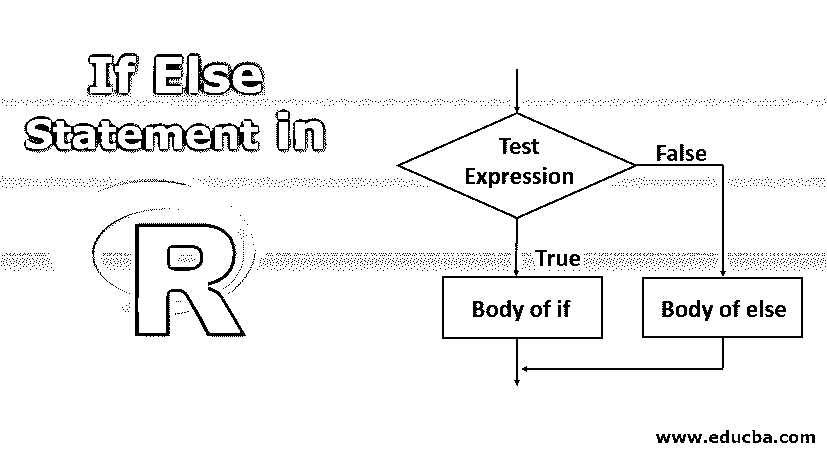 If Else
Statement in
R
Test
Expression
False
True
Body of if
Body of else
www.educba.com